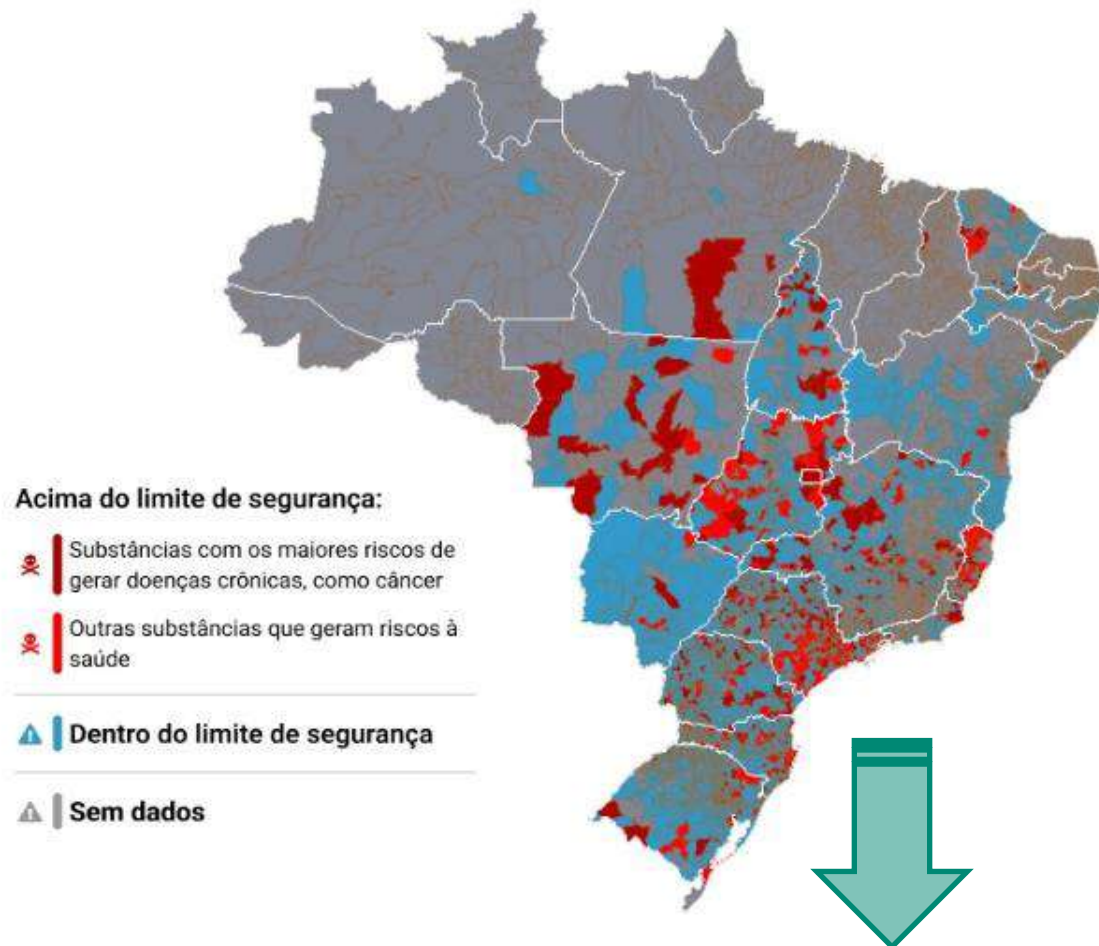 Acima do limite de segurança:
Substâncias com os maiores riscos de
gerar doenças crônicas, como câncer
Outras substâncias que geram riscos à
saúde
Dentro do limite de segurança
Sem dados